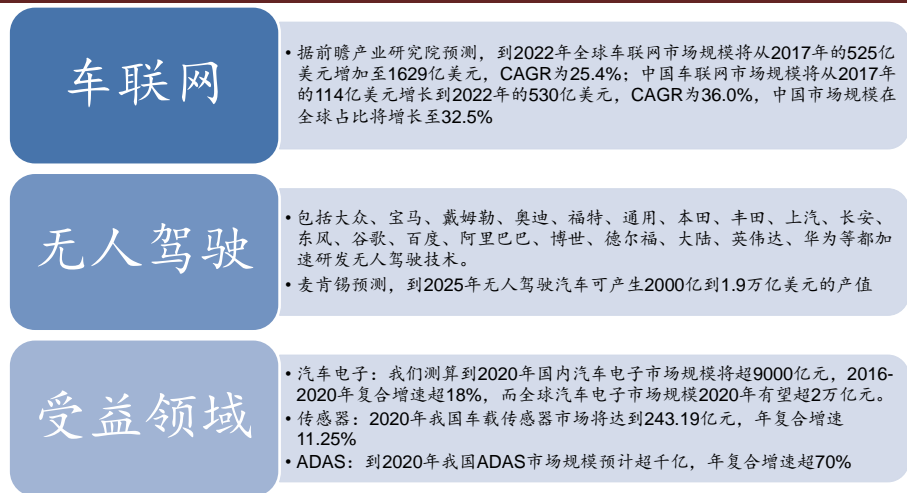 车联网
• 据前瞻产业研究院预测，到2022年全球车联网市场规模将从2017年的525亿
美元增加至1629亿美元，CAGR为25.4%；中国车联网市场规模将从2017年
的114亿美元增长到2022年的530亿美元，CAGR为36.0%，中国市场规模在
全球占比将增长至32.5%
无人驾驶
• 包括大众、宝马、戴姆勒、奥迪、福特、通用、本田、丰田、上汽、长安、
东风、谷歌、百度、阿里巴巴、博世、德尔福、大陆、英伟达、华为等都加
速研发无人驾驶技术。
• 麦肯锡预测，到2025年无人驾驶汽车可产生2000亿到1.9万亿美元的产值
受益领域
• 汽车电子：我们测算到2020年国内汽车电子市场规模将超9000亿元，2016-
2020年复合增速超18%，而全球汽车电子市场规模2020年有望超2万亿元。
• 传感器：2020年我国车载传感器市场将达到243.19亿元，年复合增速
11.25%
• ADAS：到2020年我国ADAS市场规模预计超千亿，年复合增速超70%